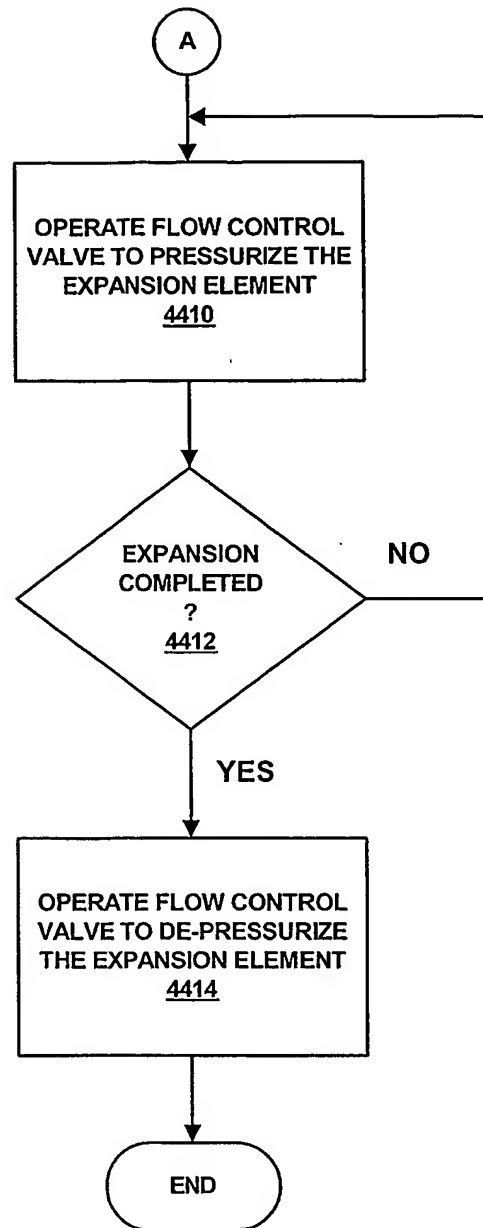 A
OPERATE FLOW CONTROL
VALVE TO PRESSURIZE THE
EXPANSION ELEMENT
4410
EXPANSION
COMPLETED
?
4412
NO
YES
OPERATE FLOW CONTROL
VALVE TO DE-PRESSURIZE
THE EXPANSION ELEMENT
4414
END